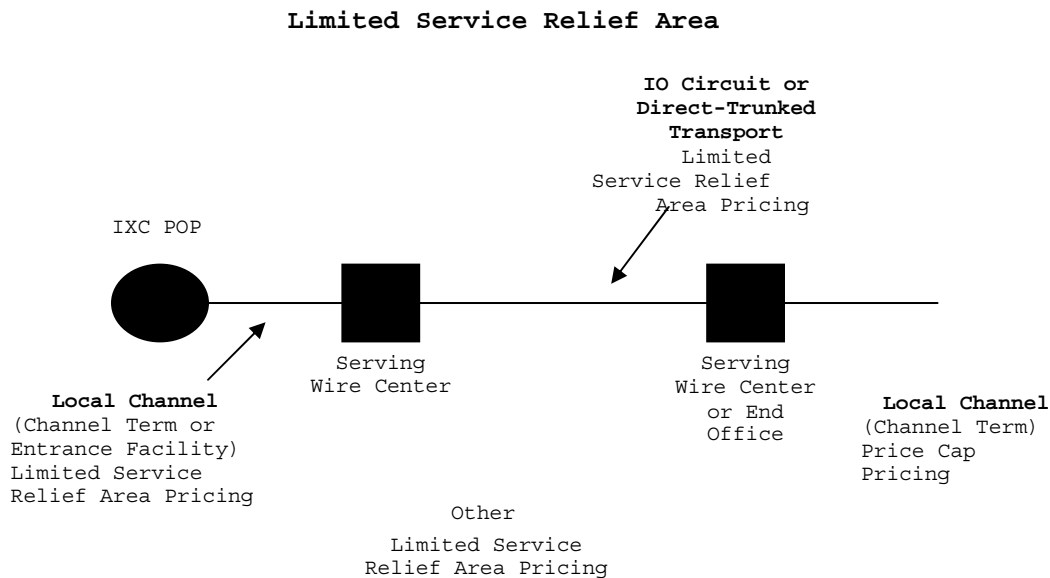 Limited Service Relief Area
IO Circuit or
Direct-Trunked
Transport
Limited
Service Relief
Area Pricing
IXC POP
Serving
Wire Center
Serving
Wire Center
or End
Office
Local Channel
(Channel Term or
Entrance Facility)
Limited Service
Relief Area Pricing
Local Channel
(Channel Term)
Price Cap
Pricing
Other
Limited Service
Relief Area Pricing